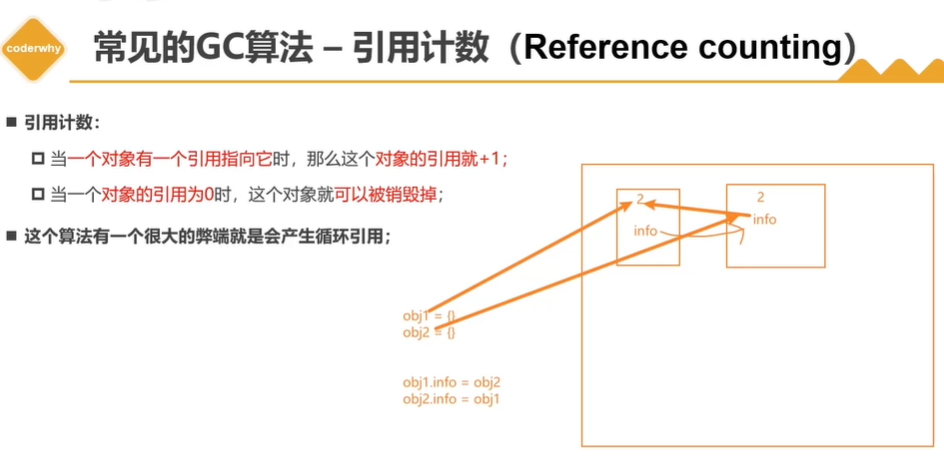 coderwhy
常见的GC算法 – 引用计数（Reference counting）
引用计数：
当一个对象有一个引用指向它时，那么这个对象的引用就+1；
当一个对象的引用为0时，这个对象就可以被销毁掉；
这个算法有一个很大的弊端就是会产生循环引用；
2
info
2
info
obj1 = {}
obj2 = {}
obj1.info = obj2
obj2.info = obj1